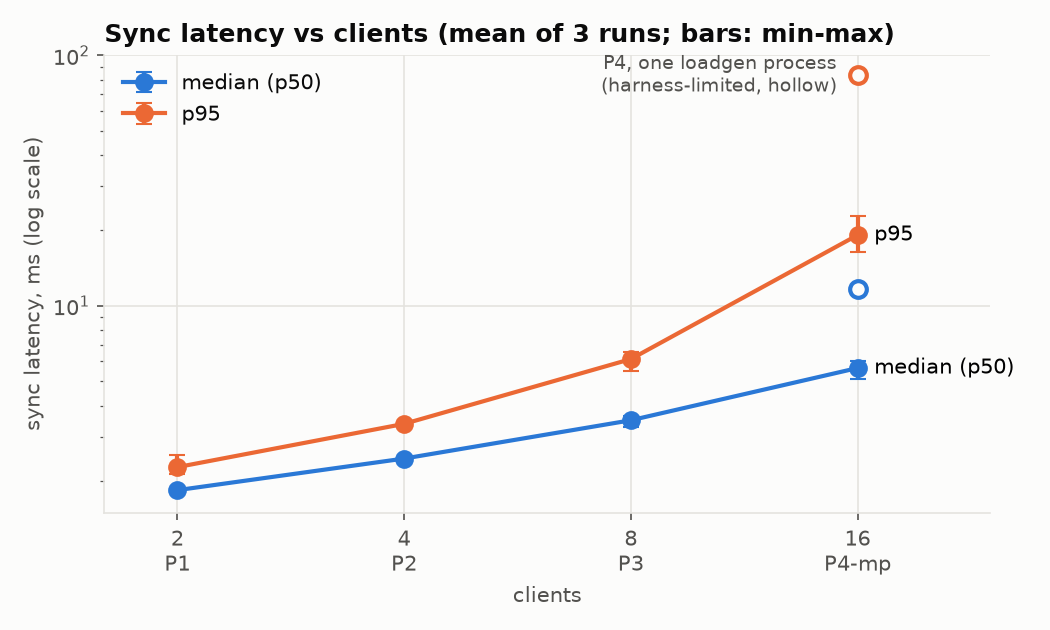 Sync latency vs clients (mean of 3 runs; bars: min-max)
10²
median (p50)
p95
P4, one loadgen process
(harness-limited, hollow)
p95
10¹
median (p50)
sync latency, ms (log scale)
2
P1
4
P2
8
P3
16
P4-mp
clients